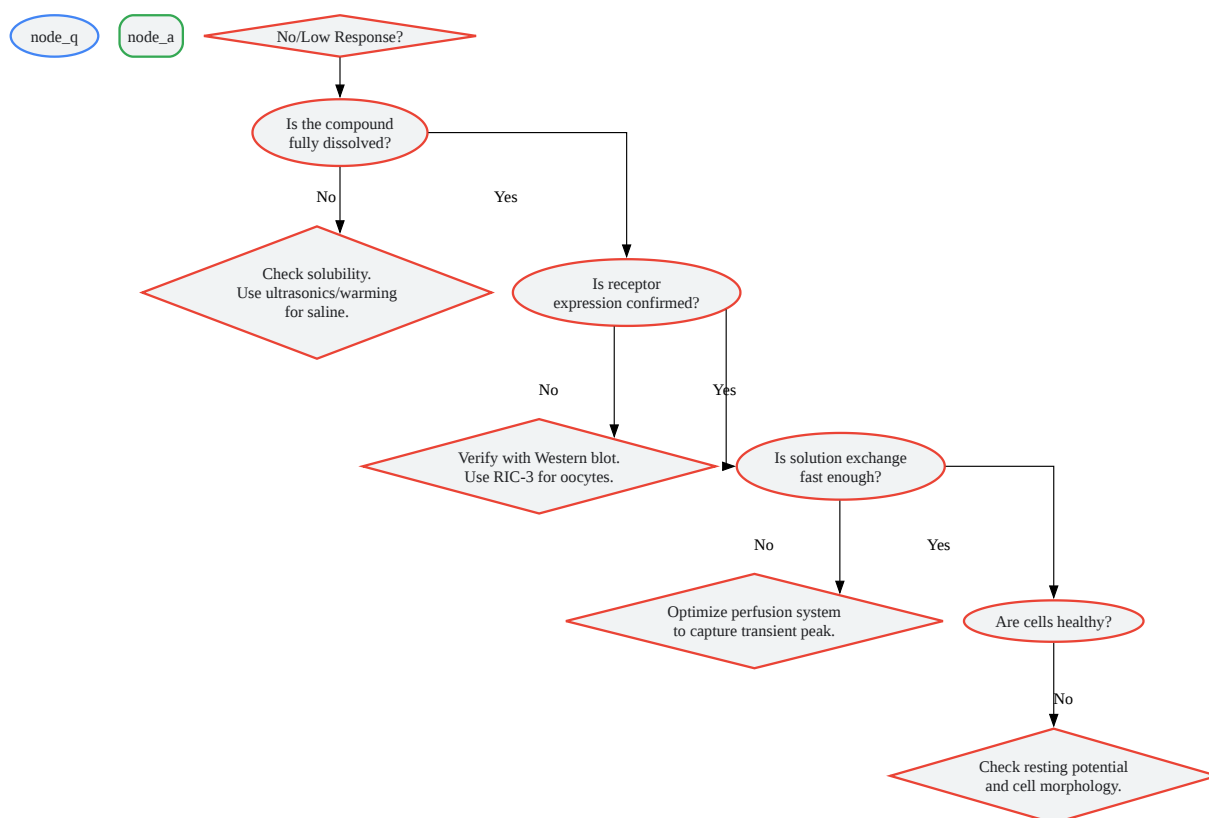 node_q
node_a
No/Low Response?
Is the compound
fully dissolved?
No
Yes
Check solubility.
Use ultrasonics/warming
for saline.
Is receptor
expression confirmed?
No
Yes
Verify with Western blot.
Use RIC-3 for oocytes.
Is solution exchange
fast enough?
No
Yes
Optimize perfusion system
to capture transient peak.
Are cells healthy?
No
Check resting potential
and cell morphology.